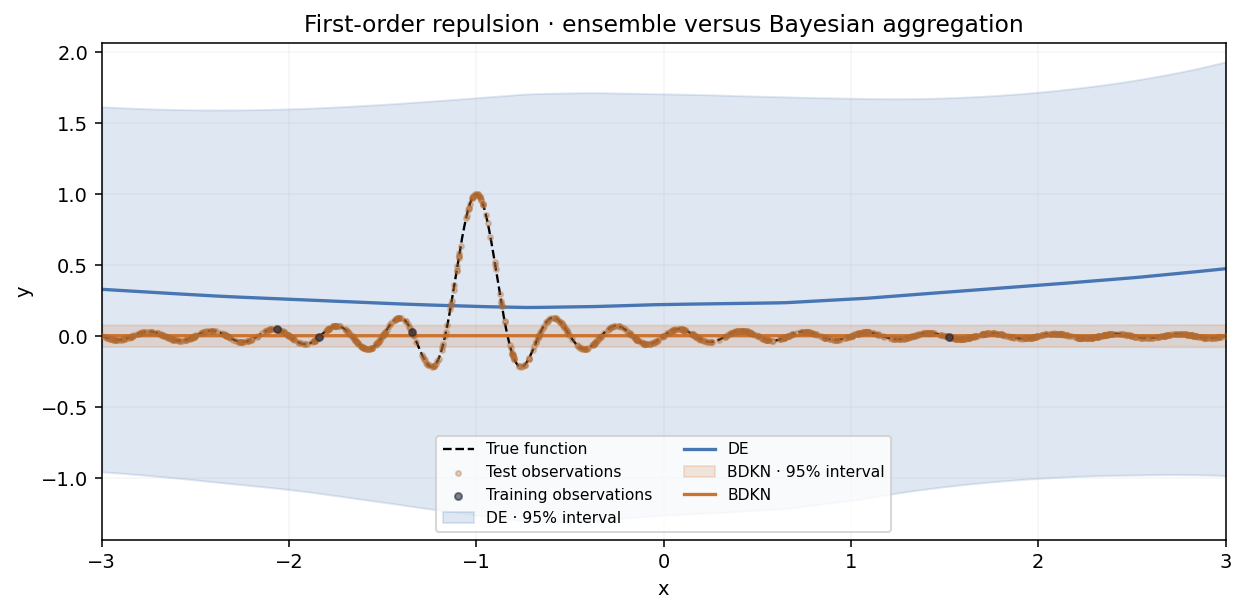 First-order repulsion · ensemble versus Bayesian aggregation
2.0
1.5
1.0
0.5
0.0
−0.5
−1.0
y
True function
Test observations
Training observations
DE · 95% interval
DE
BDKN · 95% interval
BDKN
−3
−2
−1
0
1
2
3
x